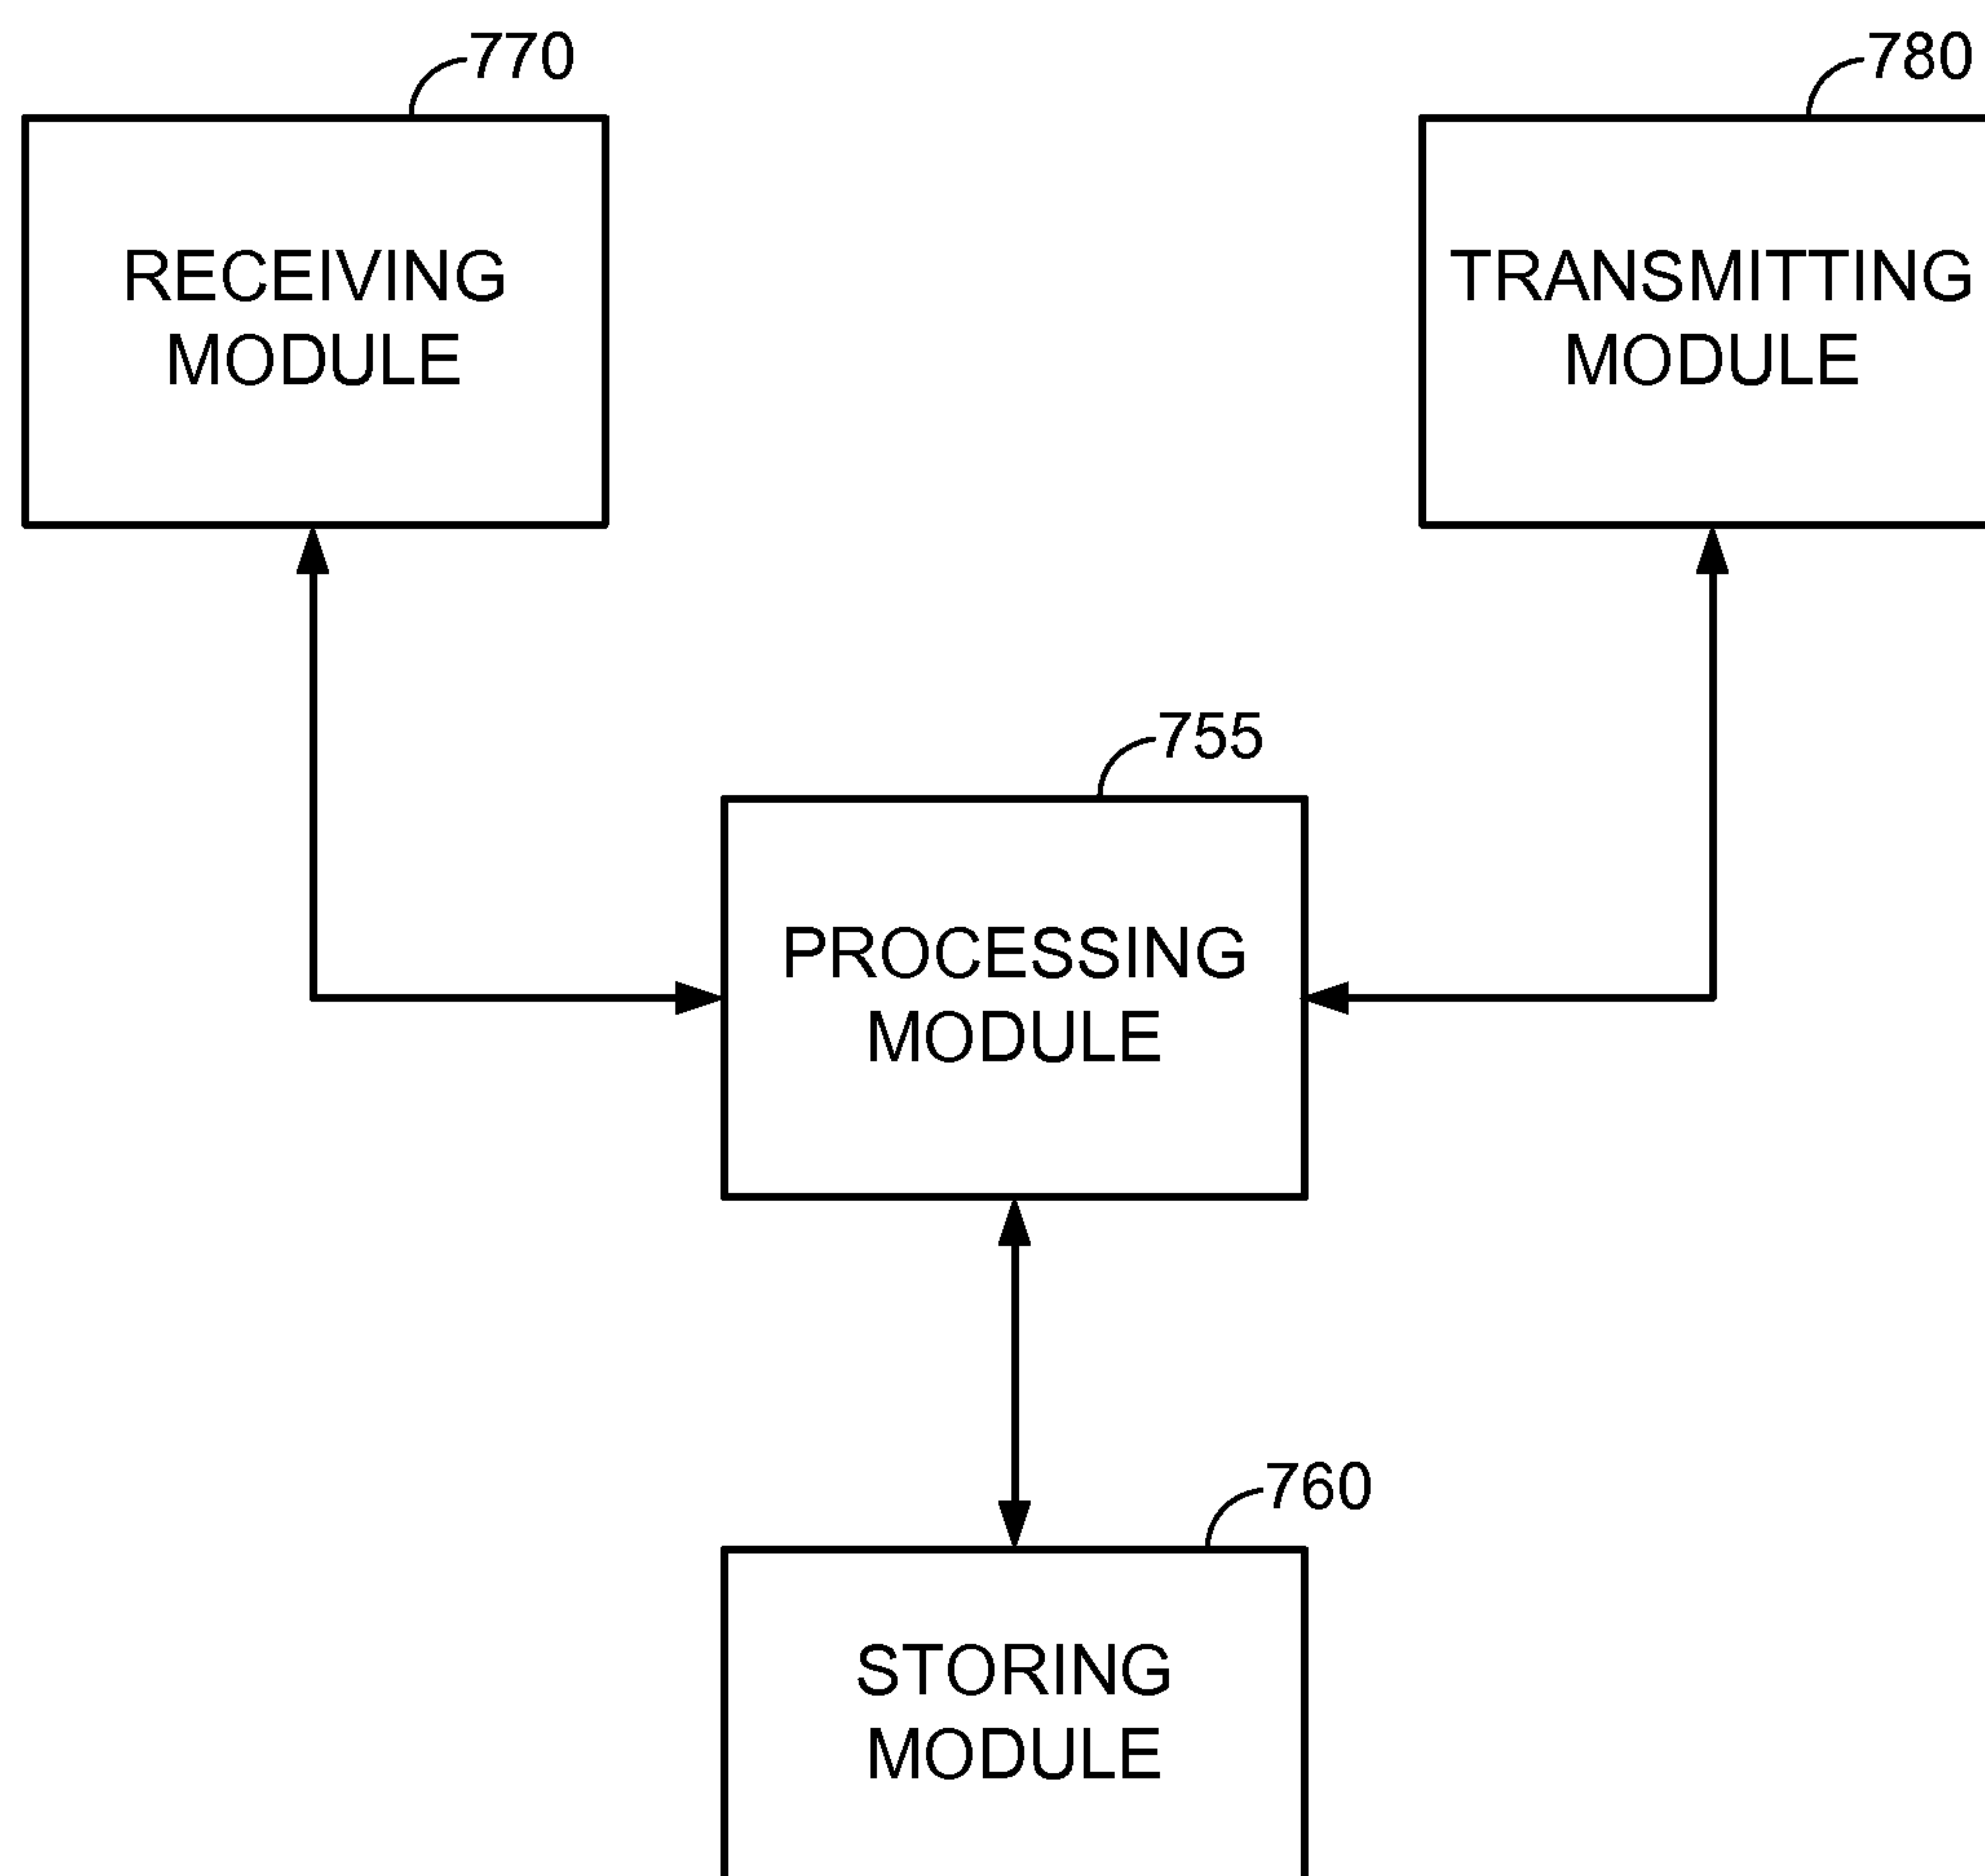 770
780
RECEIVING
MODULE
TRANSMITTING
MODULE
755
PROCESSING
MODULE
760
STORING
MODULE